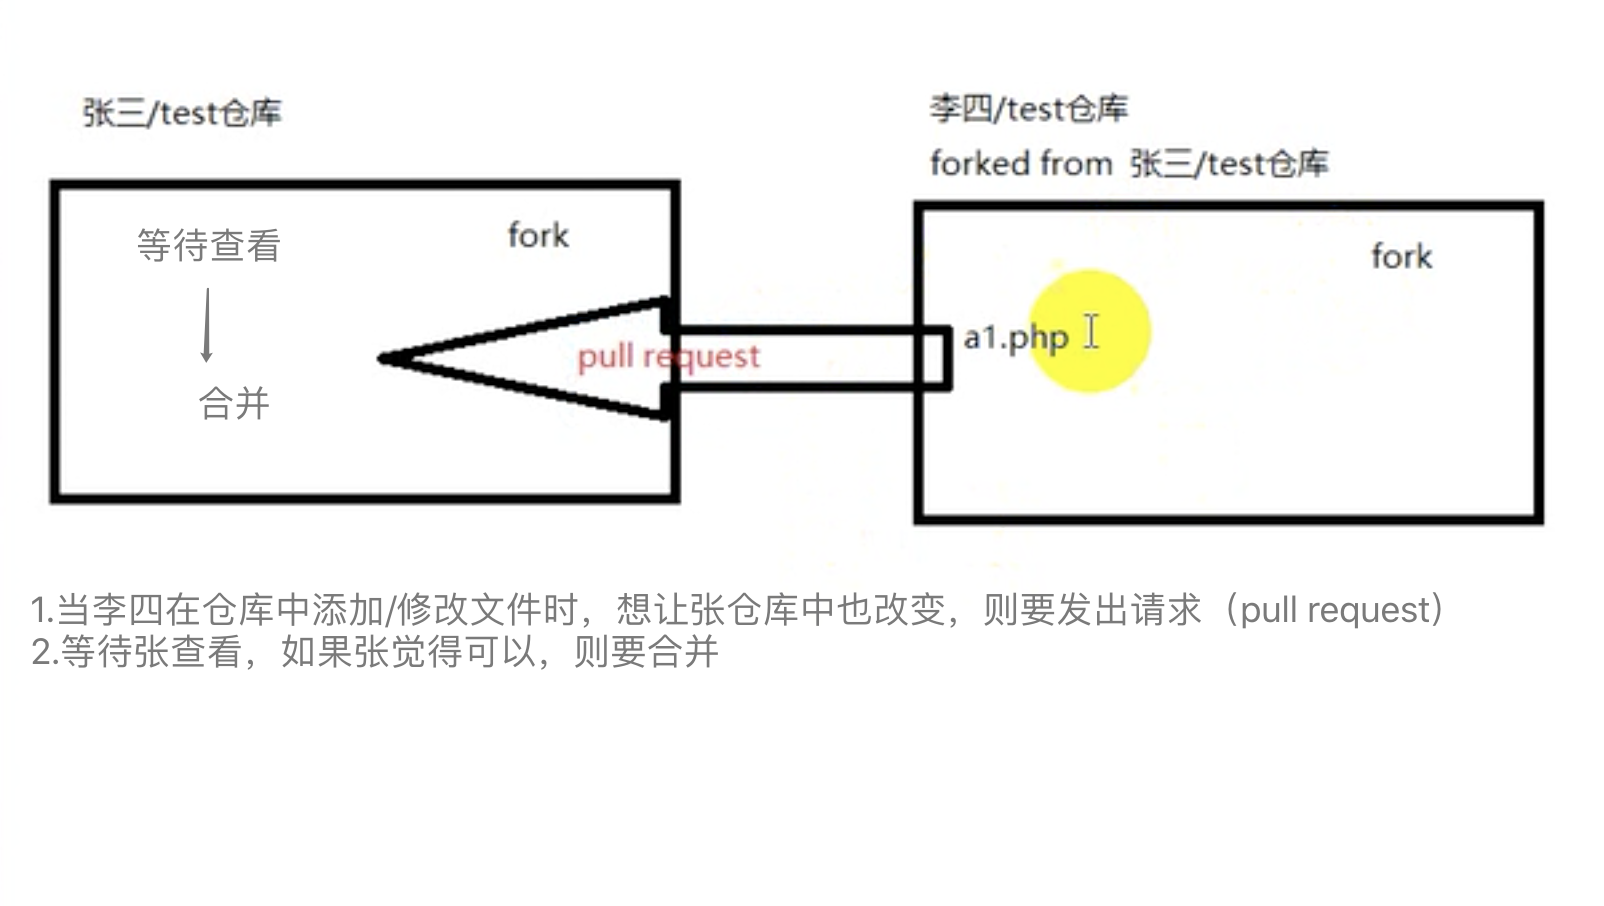 张三/test仓库
李四/test仓库
forked from 张三/test仓库
等待查看
fork
fork
合并
pull request
a1.php
1.当李四在仓库中添加/修改文件时，想让张仓库中也改变，则要发出请求（pull request）
2.等待张查看，如果张觉得可以，则要合并